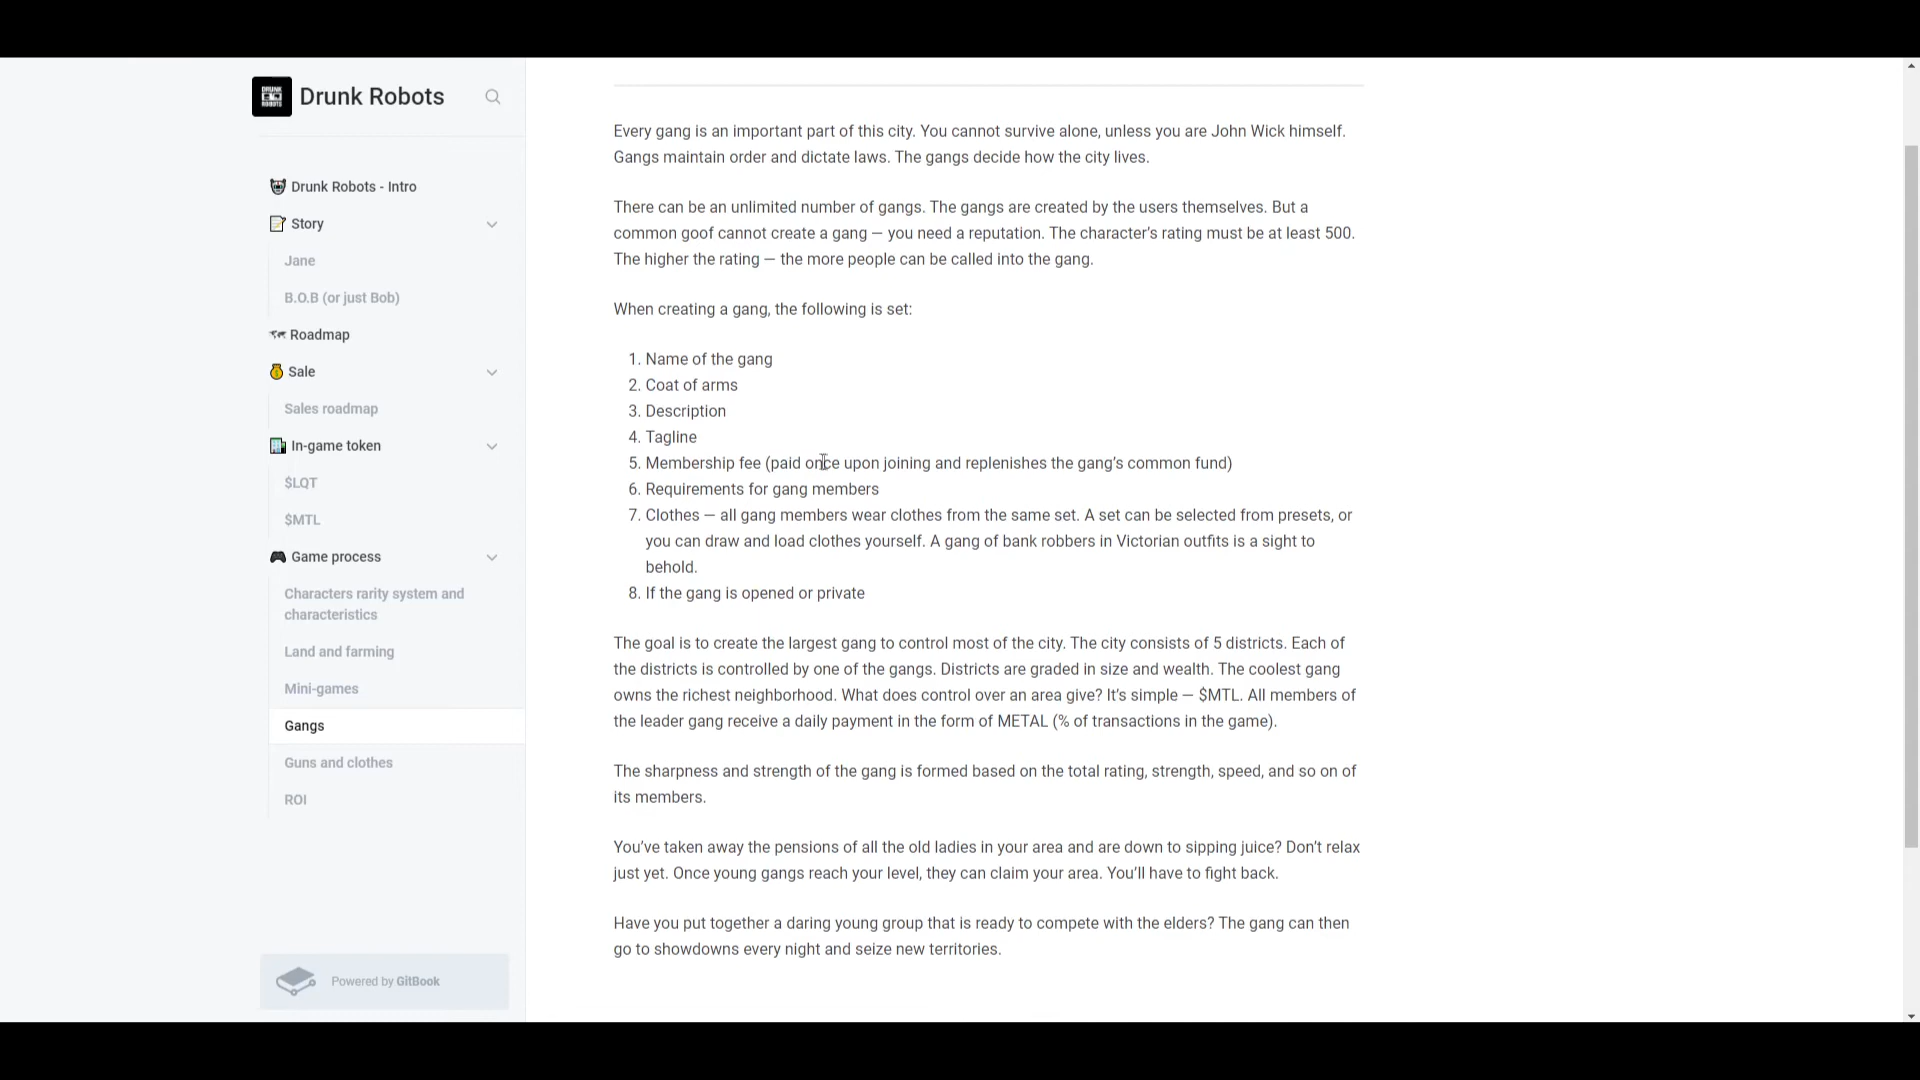 DRUNK ROBOTS
Drunk Robots
Drunk Robots - Intro
Story
Jane
B.O.B (or just Bob)
Roadmap
Sale
Sales roadmap
In-game token
$LQT
$MTL
Game process
Characters rarity system and
characteristics
Land and farming
Mini-games
Gangs
Guns and clothes
ROI
Powered by GitBook
Every gang is an important part of this city. You cannot survive alone, unless you are John Wick himself.
Gangs maintain order and dictate laws. The gangs decide how the city lives.
There can be an unlimited number of gangs. The gangs are created by the users themselves. But a
common goof cannot create a gang — you need a reputation. The character's rating must be at least 500.
The higher the rating — the more people can be called into the gang.
When creating a gang, the following is set:
1. Name of the gang
2. Coat of arms
3. Description
4. Tagline
5. Membership fee (paid once upon joining and replenishes the gang's common fund)
6. Requirements for gang members
7. Clothes — all gang members wear clothes from the same set. A set can be selected from presets, or
you can draw and load clothes yourself. A gang of bank robbers in Victorian outfits is a sight to
behold.
8. If the gang is opened or private
The goal is to create the largest gang to control most of the city. The city consists of 5 districts. Each of
the districts is controlled by one of the gangs. Districts are graded in size and wealth. The coolest gang
owns the richest neighborhood. What does control over an area give? It's simple — $MTL. All members of
the leader gang receive a daily payment in the form of METAL (% of transactions in the game).
The sharpness and strength of the gang is formed based on the total rating, strength, speed, and so on of
its members.
You've taken away the pensions of all the old ladies in your area and are down to sipping juice? Don't relax
just yet. Once young gangs reach your level, they can claim your area. You'll have to fight back.
Have you put together a daring young group that is ready to compete with the elders? The gang can then
go to showdowns every night and seize new territories.